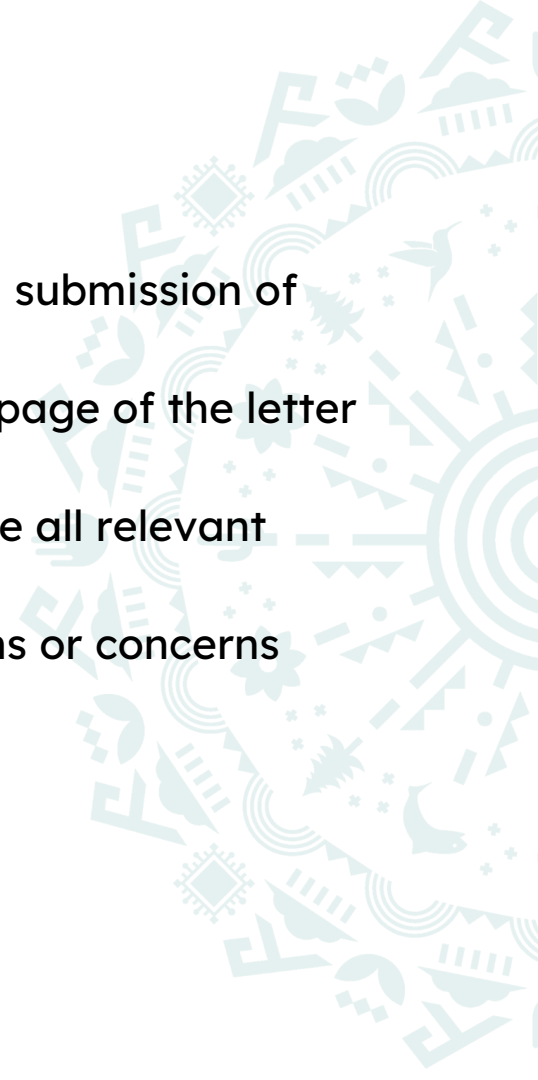 submission of
page of the letter
e all relevant
ns or concerns